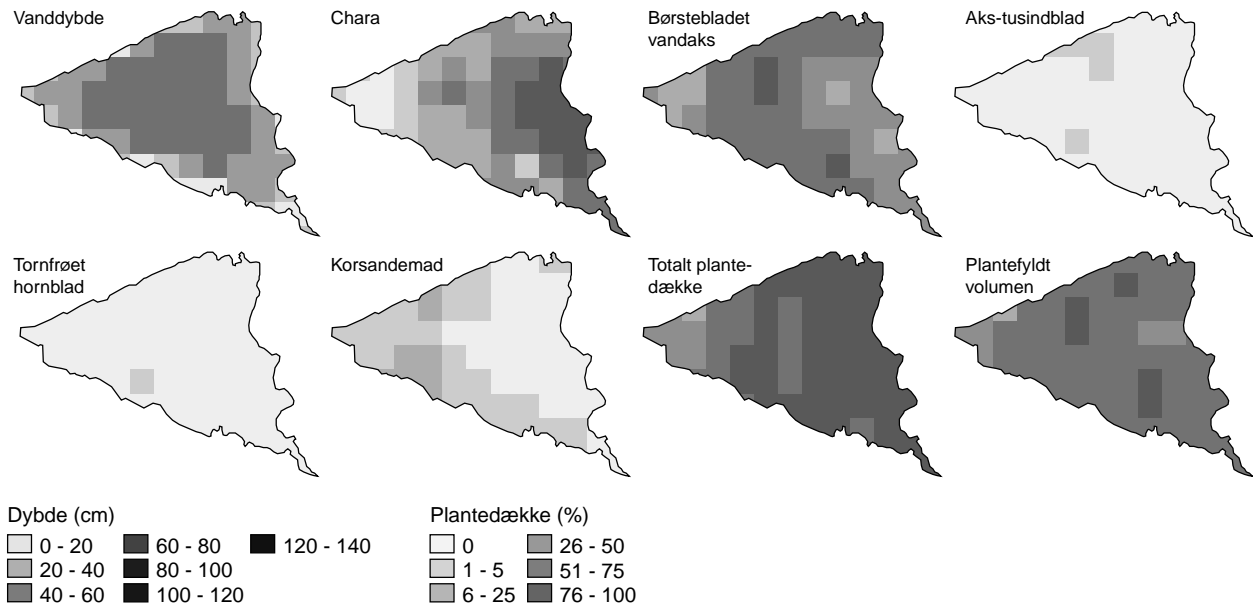 Vanddybde
Chara
Børstebladet
vandaks
Aks-tusindblad
Tornfrøet
hornblad
Korsandemad
Totalt plante-
dække
Plantefyldt
volumen
Dybde (cm)
0 - 20
20 - 40
40 - 60
60 - 80
80 - 100
100 - 120
120 - 140
Plantedække (%)
0
1 - 5
6 - 25
26 - 50
51 - 75
76 - 100